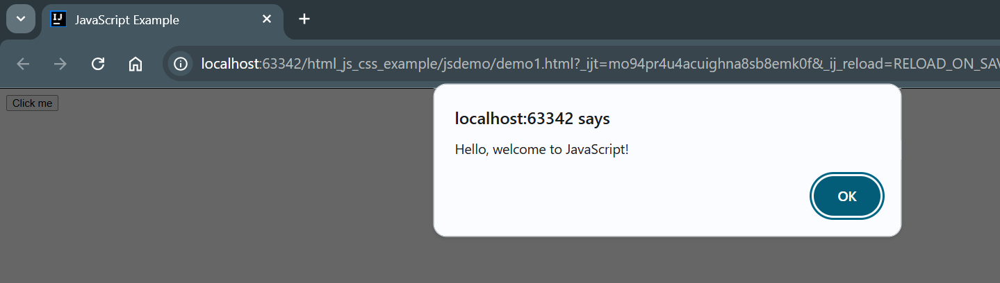 IJ
JavaScript Example
localhost:63342/html_js_css_example/jsdemo/demo1.html?_ijt=mo94pr4u4acuighna8sb8emk0f&_ij_reload=RELOAD_ON_SAV
Click me
localhost:63342 says
Hello, welcome to JavaScript!
OK